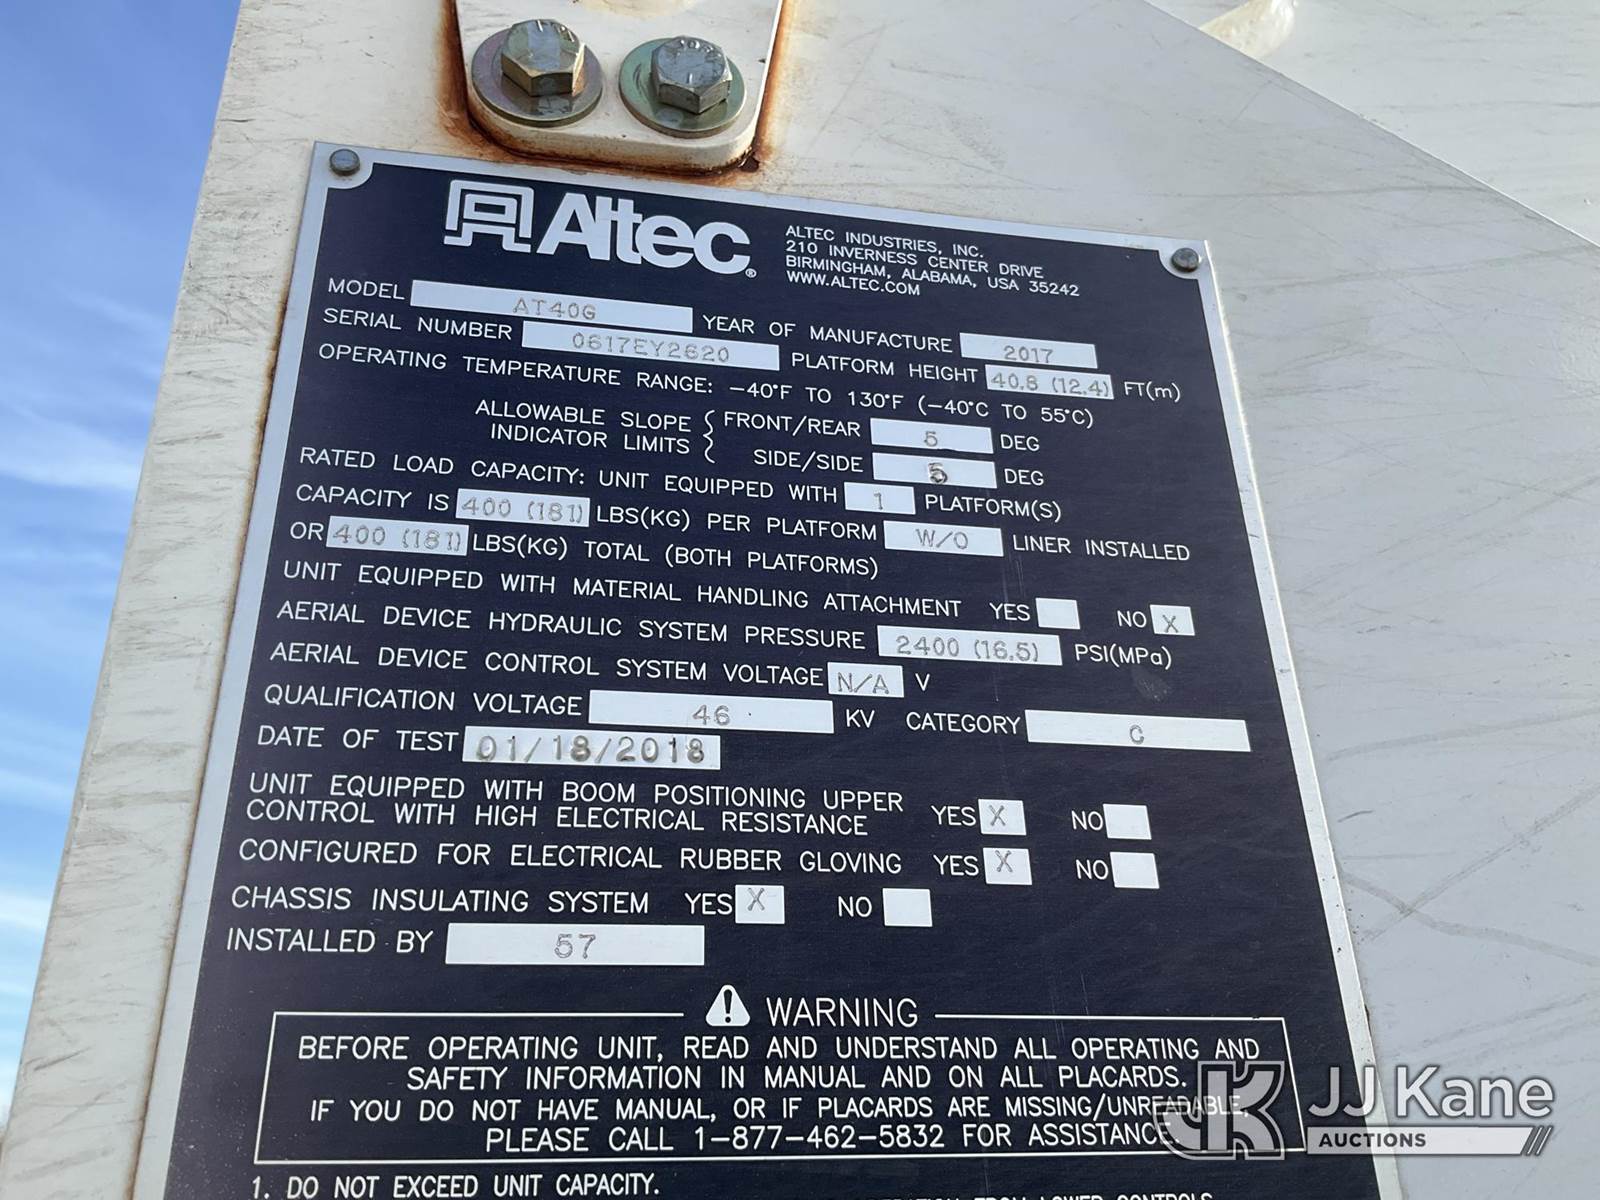 Altec®
ALTEC INDUSTRIES, INC.
210 INVERNESS CENTER DRIVE
BIRMINGHAM, ALABAMA, USA 35242
WWW.ALTEC.COM
MODEL AT40G YEAR OF MANUFACTURE 2017
SERIAL NUMBER 0617EY2620 PLATFORM HEIGHT 40.8 (12.4) FT(m)
OPERATING TEMPERATURE RANGE: -40°F TO 130°F (-40°C TO 55°C)
ALLOWABLE SLOPE { FRONT/REAR 5 DEG
INDICATOR LIMITS { SIDE/SIDE 5 DEG
RATED LOAD CAPACITY: UNIT EQUIPPED WITH 1 PLATFORM(S)
CAPACITY IS 400 (181) LBS(KG) PER PLATFORM W/O LINER INSTALLED
OR 400 (181) LBS(KG) TOTAL (BOTH PLATFORMS)
UNIT EQUIPPED WITH MATERIAL HANDLING ATTACHMENT YES NO X
AERIAL DEVICE HYDRAULIC SYSTEM PRESSURE 2400 (16.5) PSI(MPa)
AERIAL DEVICE CONTROL SYSTEM VOLTAGE N/A V
QUALIFICATION VOLTAGE 46 KV CATEGORY C
DATE OF TEST 01/18/2018
UNIT EQUIPPED WITH BOOM POSITIONING UPPER
CONTROL WITH HIGH ELECTRICAL RESISTANCE YES X NO
CONFIGURED FOR ELECTRICAL RUBBER GLOVING YES X NO
CHASSIS INSULATING SYSTEM YES X NO
INSTALLED BY 57
WARNING
BEFORE OPERATING UNIT, READ AND UNDERSTAND ALL OPERATING AND
SAFETY INFORMATION IN MANUAL AND ON ALL PLACARDS.
IF YOU DO NOT HAVE MANUAL, OR IF PLACARDS ARE MISSING/UNREADABLE,
PLEASE CALL 1-877-462-5832 FOR ASSISTANCE.
1. DO NOT EXCEED UNIT CAPACITY.
FROM LOWER CONTROLS
JK JJ Kane
AUCTIONS